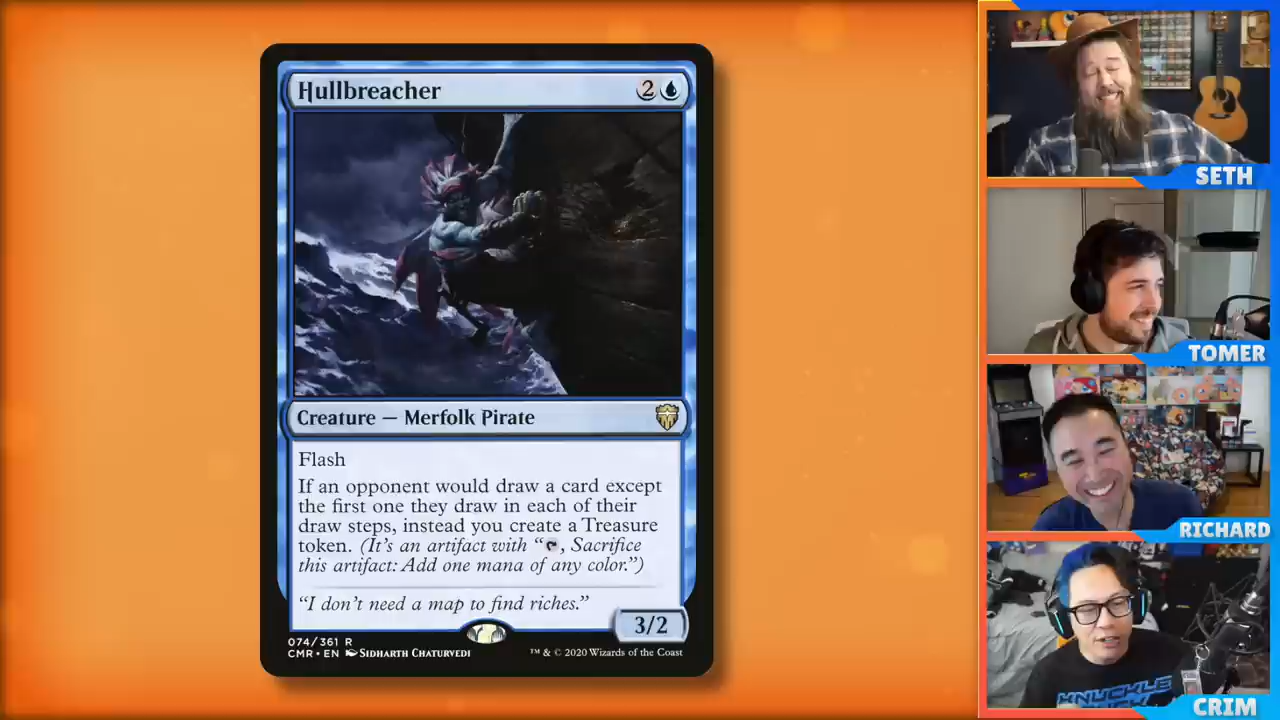 Hullbreacher 2
Creature — Merfolk Pirate
Flash
If an opponent would draw a card except
the first one they draw in each of their
draw steps, instead you create a Treasure
token. (It's an artifact with “, Sacrifice
this artifact: Add one mana of any color.”)
“I don't need a map to find riches.”
3/2
074/361 R
CMR • EN SIDHARTH CHATURVEDI
™ & © 2020 Wizards of the Coast
SETH
TOMER
RICHARD
KNUCKLE
CRIM